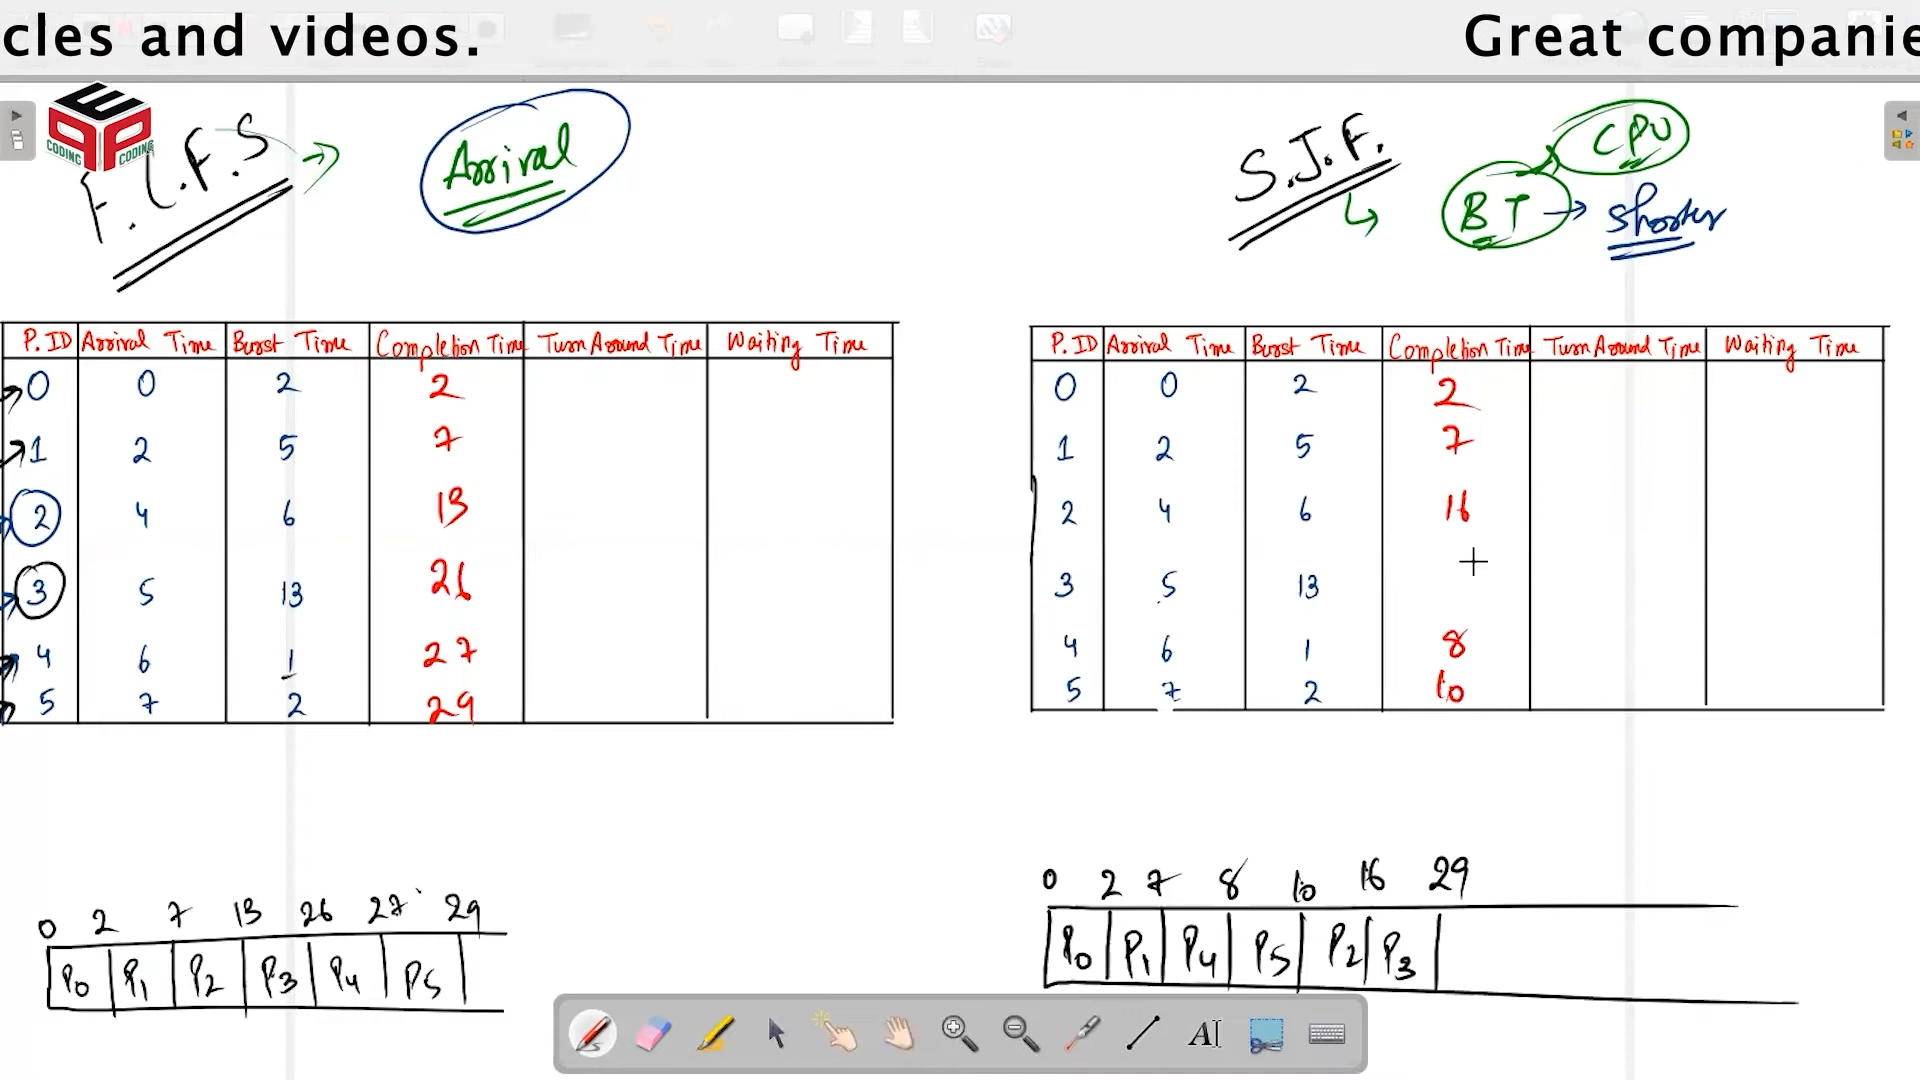 cles and videos.
Great companie
CODING CODING
F.C.F.S → Arrival
P.ID Arrival Time Burst Time Completion Time Turn Around Time Waiting Time
0 0 2 2
1 2 5 7
2 4 6 13
3 5 13 26
4 6 1 27
5 7 2 29
0 2 7 13 26 27 29
P0 P1 P2 P3 P4 P5
S.J.F.
CPU
BT → Shorter
P.ID Arrival Time Burst Time Completion Time Turn Around Time Waiting Time
0 0 2 2
1 2 5 7
2 4 6 16
3 5 13
4 6 1 8
5 7 2 10
0 2 7 8 10 16 29
P0 P1 P4 P5 P2 P3